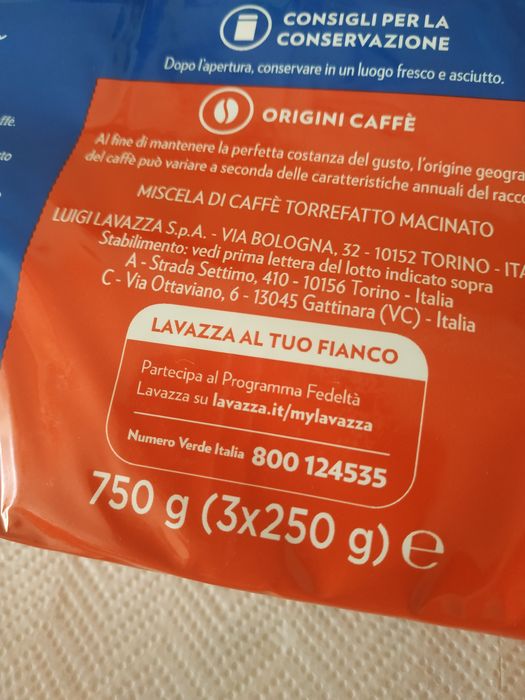 CONSIGLI PER LA
CONSERVAZIONE
Dopo l'apertura, conservare in un luogo fresco e asciutto.
ORIGINI CAFFÈ
Al fine di mantenere la perfetta costanza del gusto, l'origine
del caffè può variare a seconda delle caratteristiche annuali del
MISCELA DI CAFFÈ TORREFATTO MACINATO
LUIGI LAVAZZA S.p.A. - VIA BOLOGNA, 32 - 10152 TORINO -
Stabilimento: vedi prima lettera del lotto indicato sopra
A - Strada Settimo, 410 - 10156 Torino - Italia
C - Via Ottaviano, 6 - 13045 Gattinara (VC) - Italia
LAVAZZA AL TUO FIANCO
Partecipa al Programma Fedeltà
Lavazza su lavazza.it/mylavazza
Numero Verde Italia 800 124535
750 g (3x250 g) e